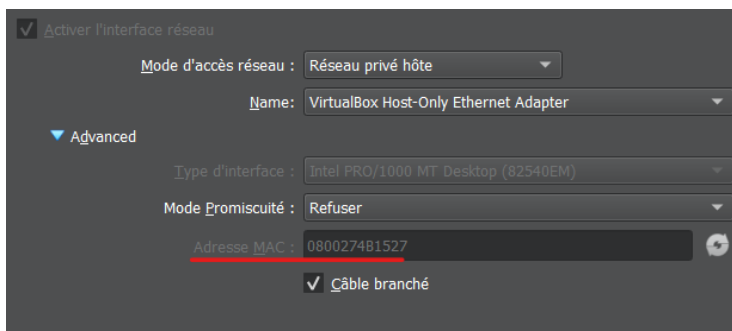 Activer l'interface réseau
Mode d'accès réseau : Réseau privé hôte
Name: VirtualBox Host-Only Ethernet Adapter
Advanced
Type d'interface : Intel PRO/1000 MT Desktop (82540EM)
Mode Promiscuité : Refuser
Adresse MAC : 0800274B1527
Câble branché